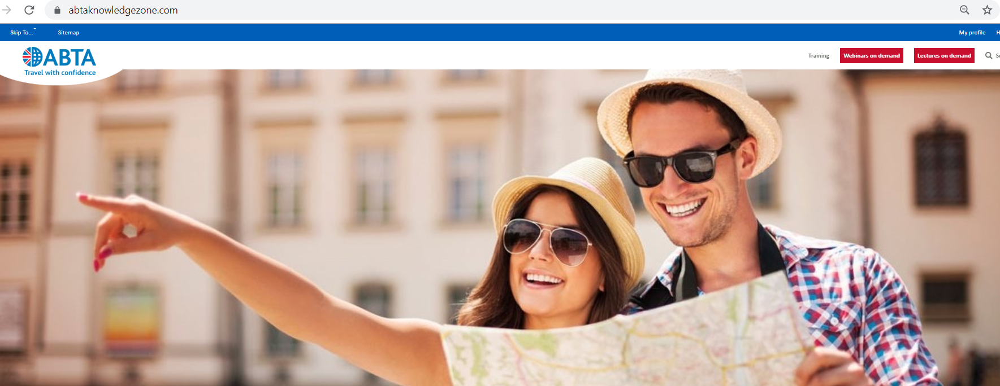 abtaknowledgezone.com
Skip To...
Sitemap
My profile
ABTA
Travel with confidence
Training
Webinars on demand
Lectures on demand